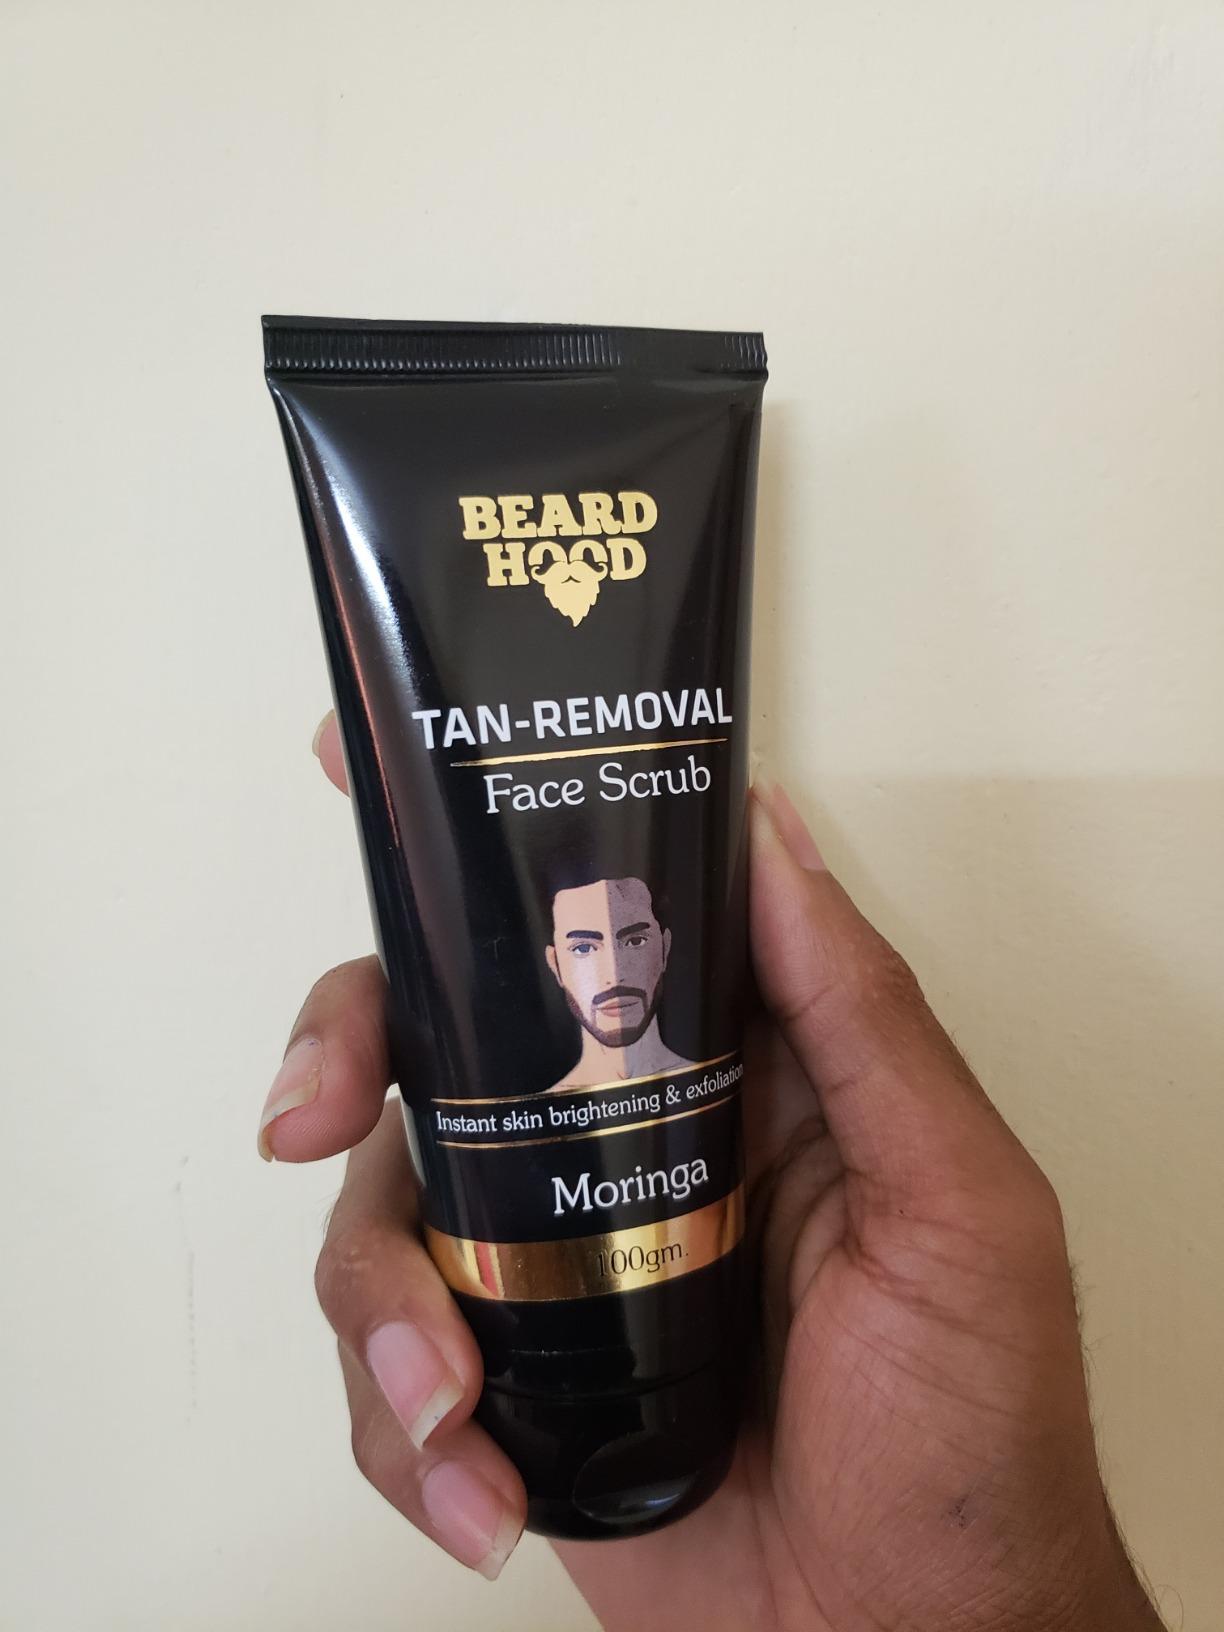 BEARD
HOOD
TAN-REMOVAL
Face Scrub
Instant skin brightening & exfoliation
Moringa
100gm.